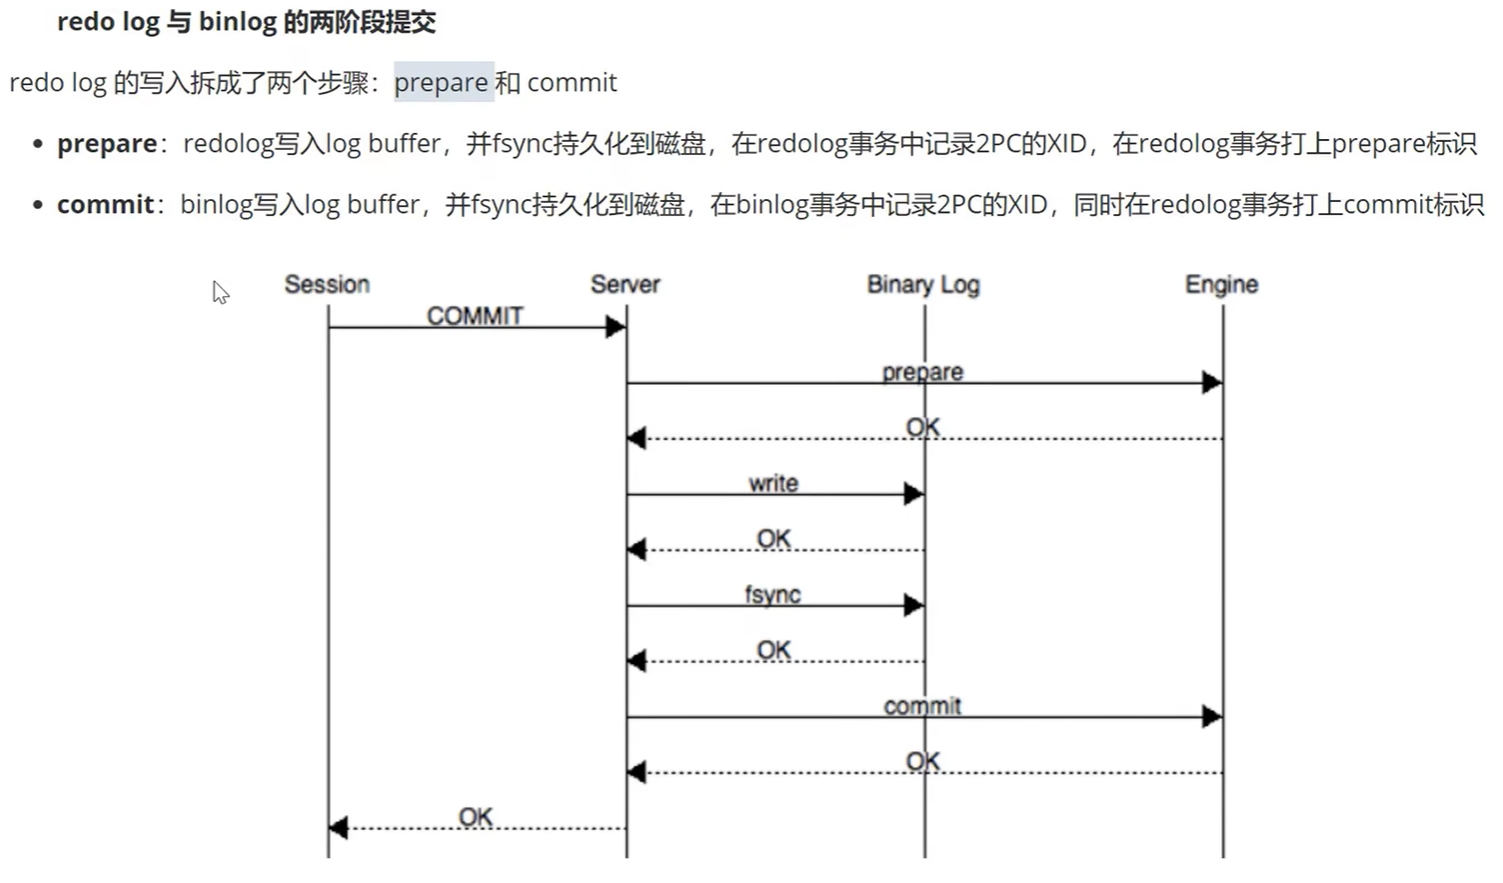 redo log 与 binlog 的两阶段提交
redo log 的写入拆成了两个步骤：prepare 和 commit
• prepare：redolog写入log buffer，并fsync持久化到磁盘，在redolog事务中记录2PC的XID，在redolog事务打上prepare标识
• commit：binlog写入log buffer，并fsync持久化到磁盘，在binlog事务中记录2PC的XID，同时在redolog事务打上commit标识
Session Server Binary Log Engine
COMMIT
prepare
OK
write
OK
fsync
OK
commit
OK
OK